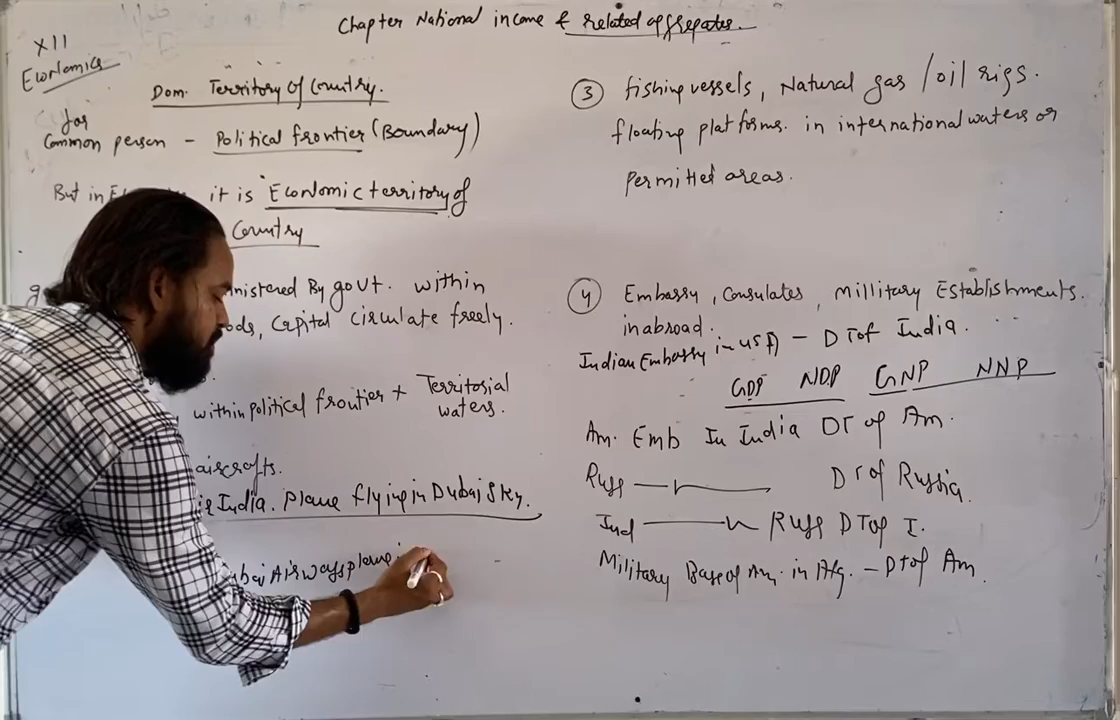 Chapter National income & related aggregates.
XII
Economics
Dom. Territory of Country.
for
Common person - Political frontier (Boundary)
But in it is Economic territory of
Country
nistered By govt. within
ods, Capital circulate freely.
within political frontier + Territorial
waters.
aircrafts.
India. plane flying in Dubai sky.
bai Airways plane
③ fishing vessels, Natural gas / oil rigs.
floating platforms. in international waters or
permitted areas.
④ Embassy, Consulates, Millitary Establishments.
in abroad.
Indian Embassy in USA - DT of India.
GDP NDP GNP NNP
Am. Emb In India DT of Am.
Russ DT of Russia.
Ind Russ DT of I.
Military Base of Am. in Afg. - DT of Am.